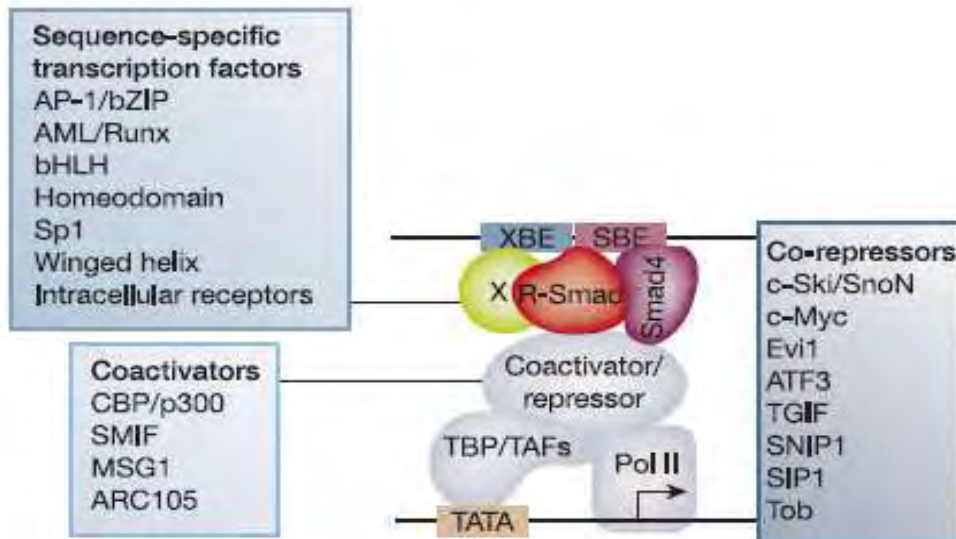 Sequence-specific
transcription factors
AP-1/bZIP
AML/Runx
bHLH
Homeodomain
Sp1
Winged helix
Intracellular receptors
Coactivators
CBP/p300
SMIF
MSG1
ARC105
XBE SBE
X R-Smad Smad4
Coactivator/
repressor
TBP/TAFs
Pol II
TATA
Co-repressors
c-Ski/SnoN
c-Myc
Evi1
ATF3
TGIF
SNIP1
SIP1
Tob